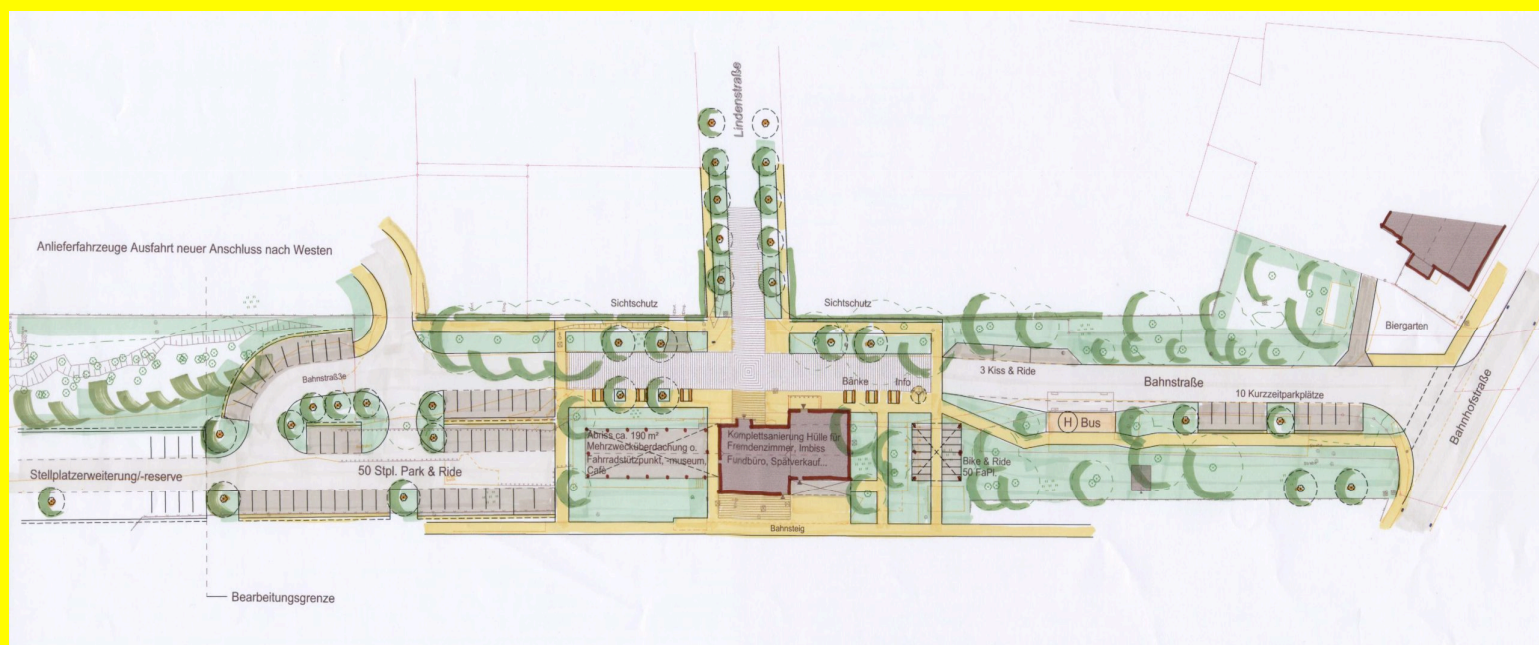 Lindenstraße
Anlieferfahrzeuge Ausfahrt neuer Anschluss nach Westen
Sichtschutz
Sichtschutz
Biergarten
Bahnstraß3e
3 Kiss & Ride
Bahnstraße
Bänke
Info
10 Kurzzeitparkplätze
Bahnhofstraße
H Bus
Abriss ca. 190 m²
Mehrzwecküberdachung o.
Fahrradstützpunkt, -museum,
Café
Komplettsanierung Hülle für
Fremdenzimmer, Imbiss
Fundbüro, Spätverkauf...
Bike & Ride
50 FaPl
Stellplatzerweiterung/-reserve
50 Stpl. Park & Ride
Bahnsteig
Bearbeitungsgrenze